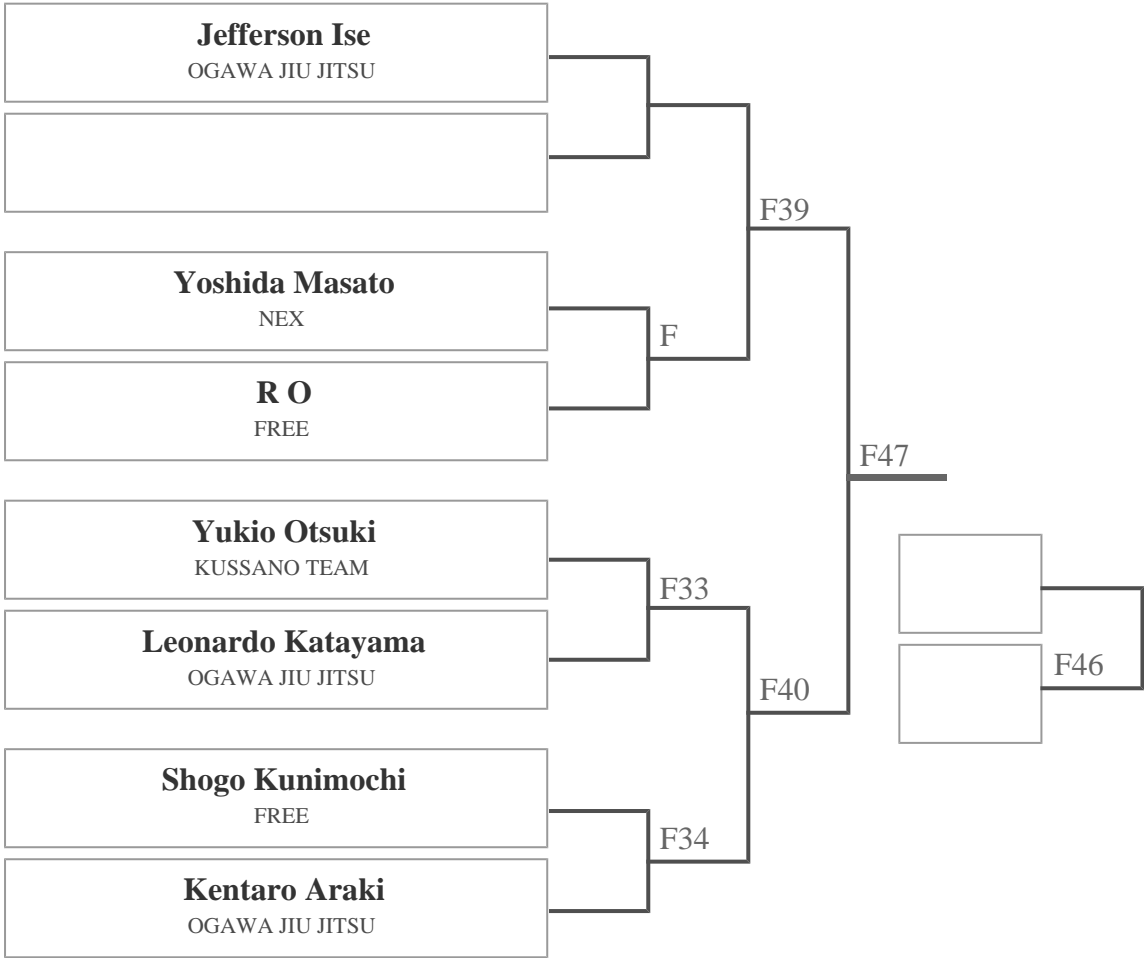 Jefferson Ise
OGAWA JIU JITSU
F39
Yoshida Masato
NEX
F
R O
FREE
F47
Yukio Otsuki
KUSSANO TEAM
F33
Leonardo Katayama
OGAWA JIU JITSU
F40
F46
Shogo Kunimochi
FREE
F34
Kentaro Araki
OGAWA JIU JITSU